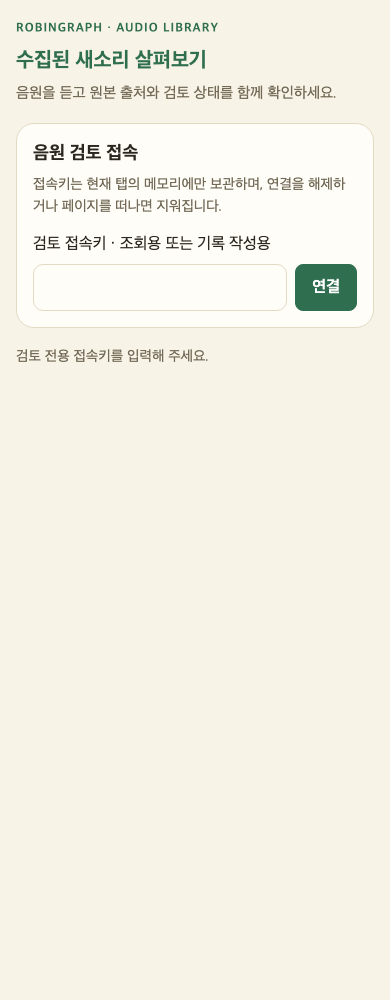 ROBINGRAPH · AUDIO LIBRARY
수집된 새소리 살펴보기
음원을 듣고 원본 출처와 검토 상태를 함께 확인하세요.
음원 검토 접속
접속키는 현재 탭의 메모리에만 보관하며, 연결을 해제하
거나 페이지를 떠나면 지워집니다.
검토 접속키 · 조회용 또는 기록 작성용
연결
검토 전용 접속키를 입력해 주세요.